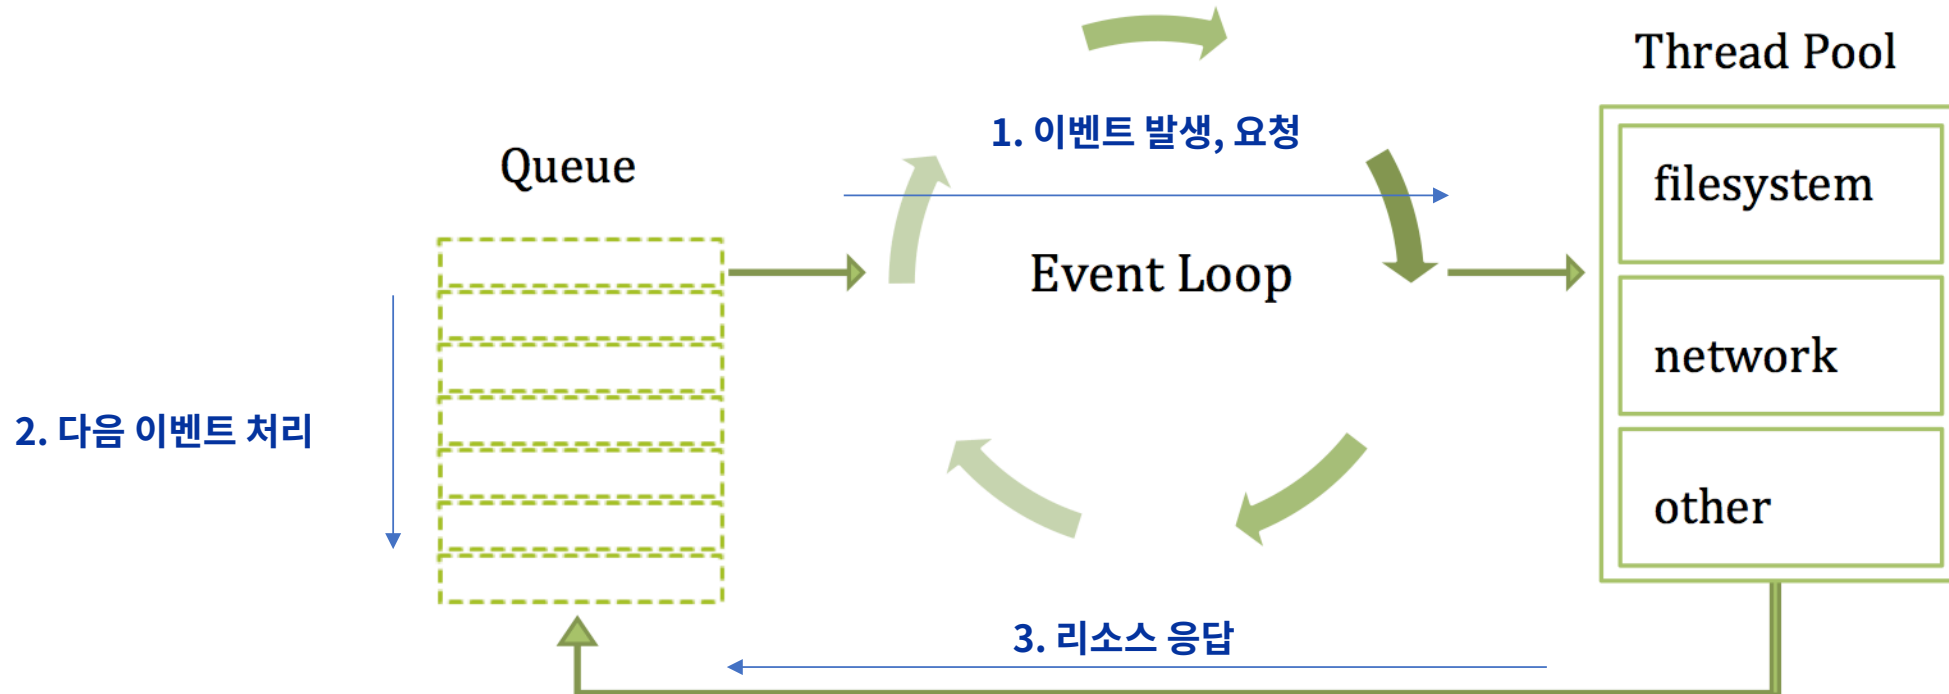 Thread Pool
1. 이벤트 발생, 요청
Queue
filesystem
Event Loop
network
2. 다음 이벤트 처리
other
3. 리소스 응답